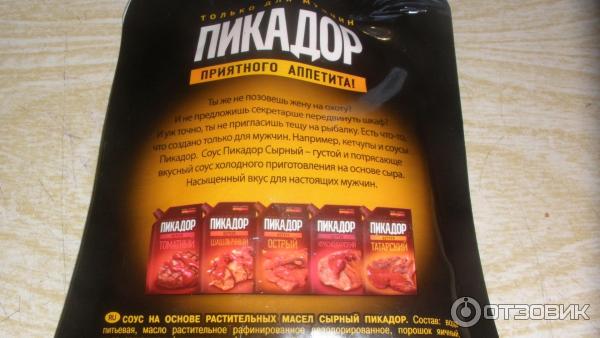 ТОЛЬКО ДЛЯ МУЖЧИН
ПИКАДОР
ПРИЯТНОГО АППЕТИТА!
Ты же не позовешь жену на охоту?
И не предложишь секретарше передвинуть шкаф?
И уж точно, ты не пригласишь тещу на рыбалку. Есть что-то,
что создано только для мужчин. Например, кетчупы и соусы
Пикадор. Соус Пикадор Сырный – густой и потрясающе
вкусный соус холодного приготовления на основе сыра.
Насыщенный вкус для настоящих мужчин.
ПИКАДОР ПИКАДОР ПИКАДОР ПИКАДОР ПИКАДОР
ТОМАТНЫЙ ШАШЛЫЧНЫЙ ОСТРЫЙ КРАСНОДАРСКИЙ ТАТАРСКИЙ
RU СОУС НА ОСНОВЕ РАСТИТЕЛЬНЫХ МАСЕЛ СЫРНЫЙ ПИКАДОР. Состав: вода
питьевая, масло растительное рафинированное дезодорированное, порошок яичный,
ОТЗОВИК